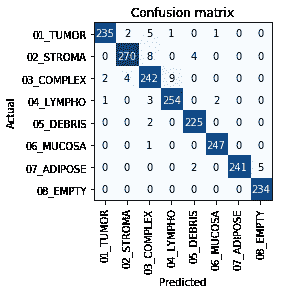 Confusion matrix
01_TUMOR 235 2 5 1 0 1 0 0
02_STROMA 0 270 8 0 4 0 0 0
03_COMPLEX 2 4 242 9 0 0 0 0
04_LYMPHO 1 0 3 254 0 2 0 0
05_DEBRIS 0 0 2 0 225 0 0 0
06_MUCOSA 0 0 1 0 0 247 0 0
07_ADIPOSE 0 0 0 0 2 0 241 5
08_EMPTY 0 0 0 0 0 0 0 234
Actual
01_TUMOR
02_STROMA
03_COMPLEX
04_LYMPHO
05_DEBRIS
06_MUCOSA
07_ADIPOSE
08_EMPTY
Predicted